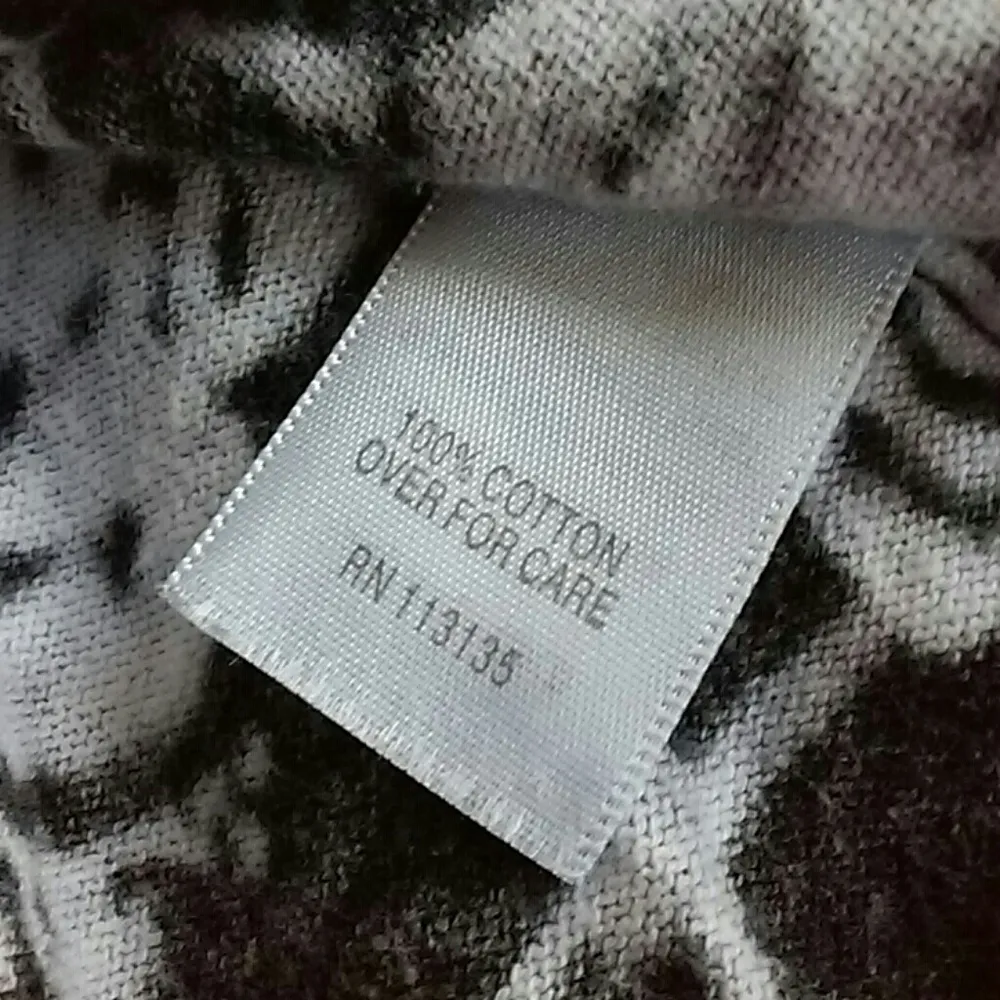 100% COTTON
OVER FOR CARE
RN 113135